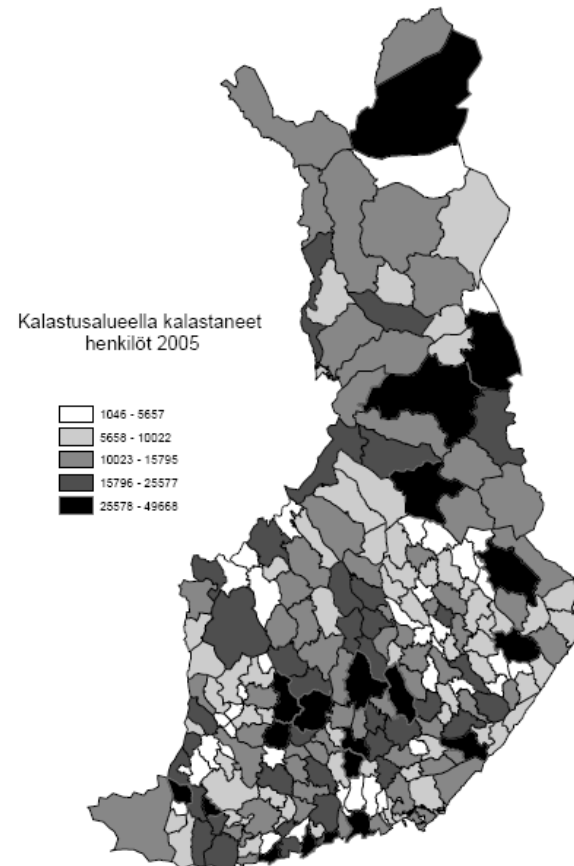 Kalastusalueella kalastaneet
henkilöt 2005
1046 - 5657
5658 - 10022
10023 - 15795
15796 - 25577
25578 - 49668